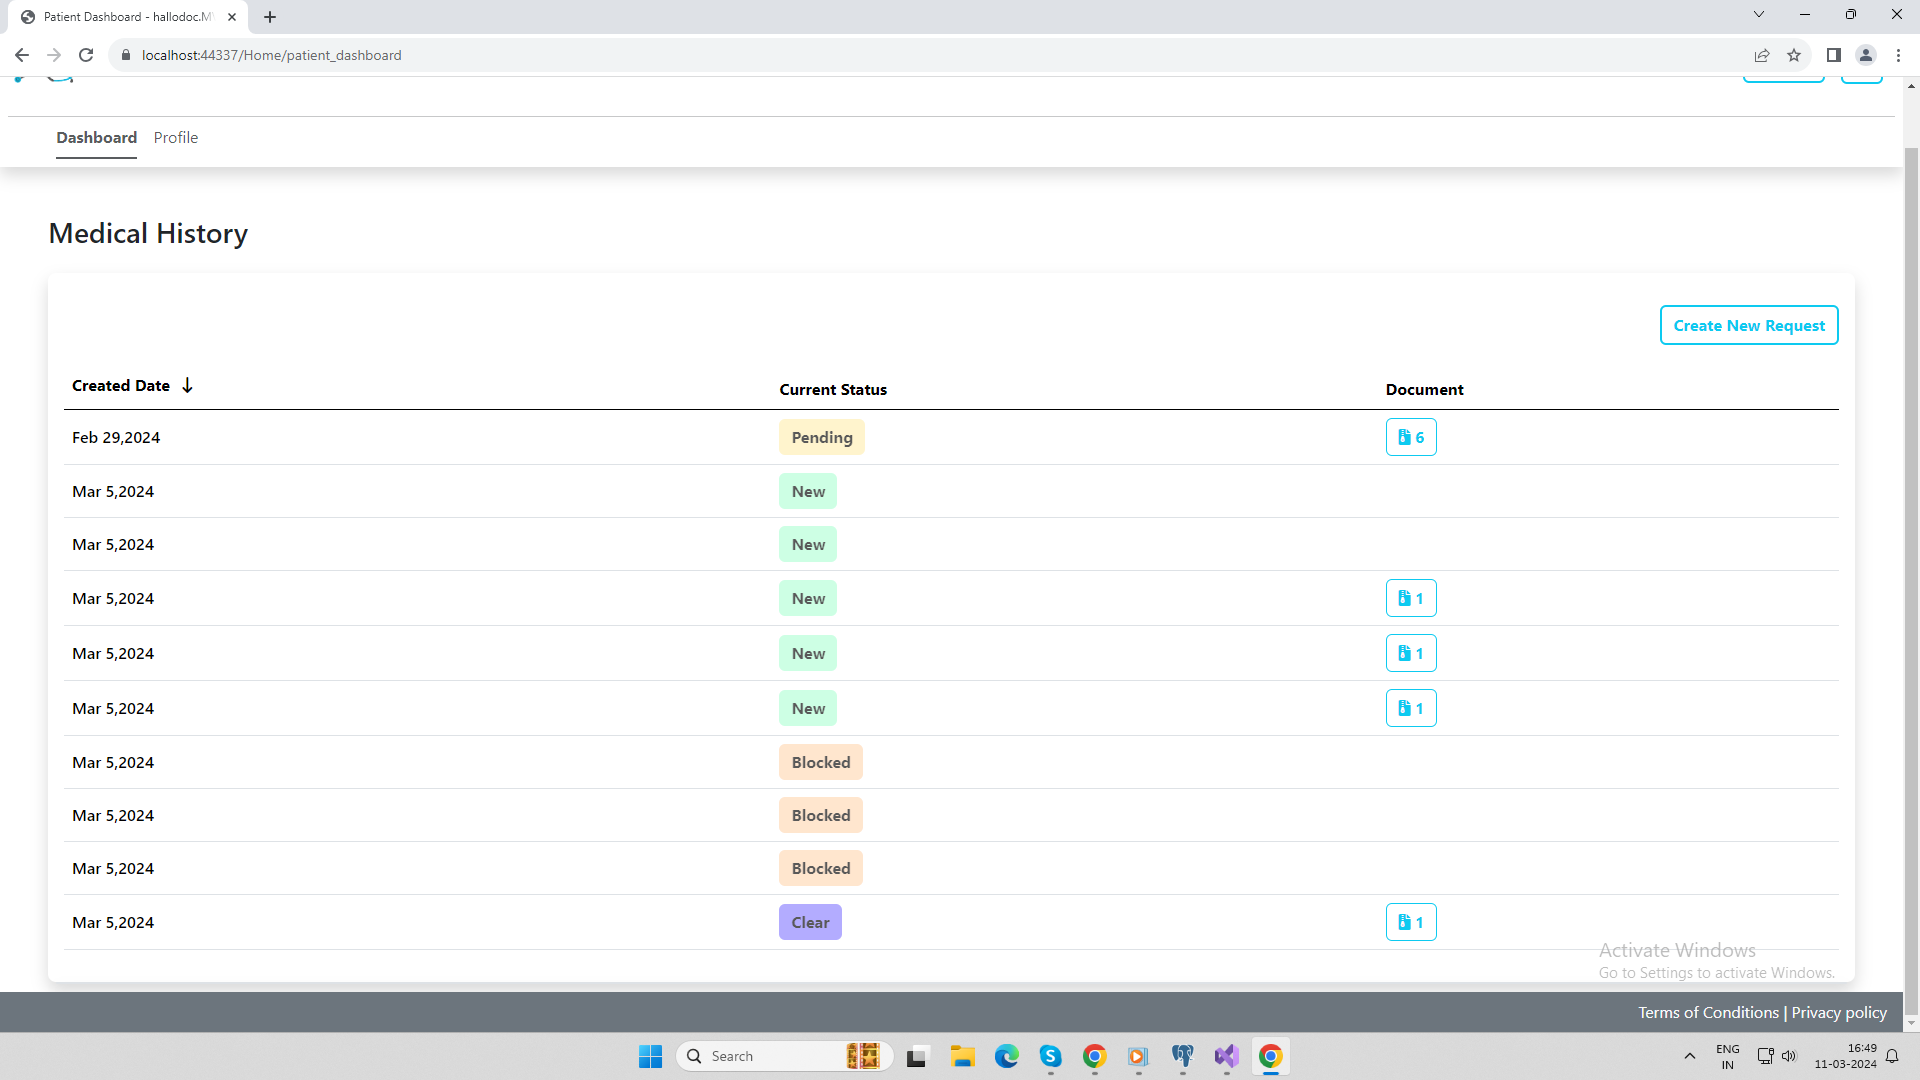 Patient Dashboard - hallodoc.M
localhost:44337/Home/patient_dashboard
Dashboard Profile
Medical History
Create New Request
Created Date ↓ Current Status Document
Feb 29,2024 Pending 6
Mar 5,2024 New
Mar 5,2024 New
Mar 5,2024 New 1
Mar 5,2024 New 1
Mar 5,2024 New 1
Mar 5,2024 Blocked
Mar 5,2024 Blocked
Mar 5,2024 Blocked
Mar 5,2024 Clear 1
Activate Windows
Go to Settings to activate Windows.
Terms of Conditions | Privacy policy
Search
ENG
IN
16:49
11-03-2024